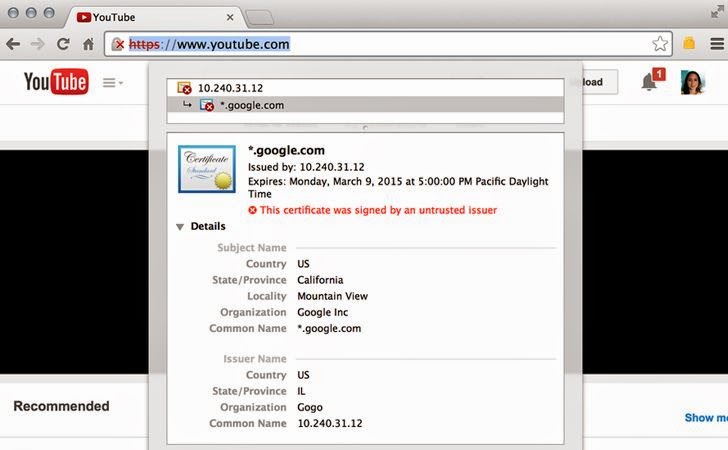 YouTube
https://www.youtube.com
YouTube
1
10.240.31.12
*.google.com
Certificate
Standard
*.google.com
Issued by: 10.240.31.12
Expires: Monday, March 9, 2015 at 5:00:00 PM Pacific Daylight
Time
This certificate was signed by an untrusted issuer
Details
Subject Name
Country US
State/Province California
Locality Mountain View
Organization Google Inc
Common Name *.google.com
Issuer Name
Country US
State/Province IL
Organization Gogo
Common Name 10.240.31.12
Recommended
Show